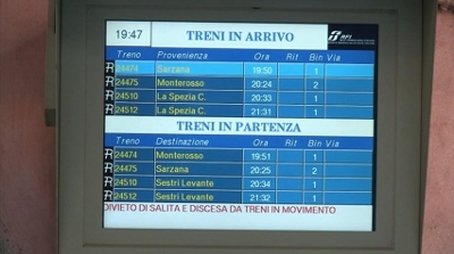 19:47 TRENI IN ARRIVO RFI
Treno Provenienza Ora Rit Bin Via
R 24474 Sarzana 19:50 1
R 24475 Monterosso 20:24 2
R 24510 La Spezia C. 20:33 1
R 24512 La Spezia C. 21:31 1
TRENI IN PARTENZA
Treno Destinazione Ora Rit Bin Via
R 24474 Monterosso 19:51 1
R 24475 Sarzana 20:25 2
R 24510 Sestri Levante 20:34 1
R 24512 Sestri Levante 21:32 1
DIVIETO DI SALITA E DISCESA DA TRENI IN MOVIMENTO